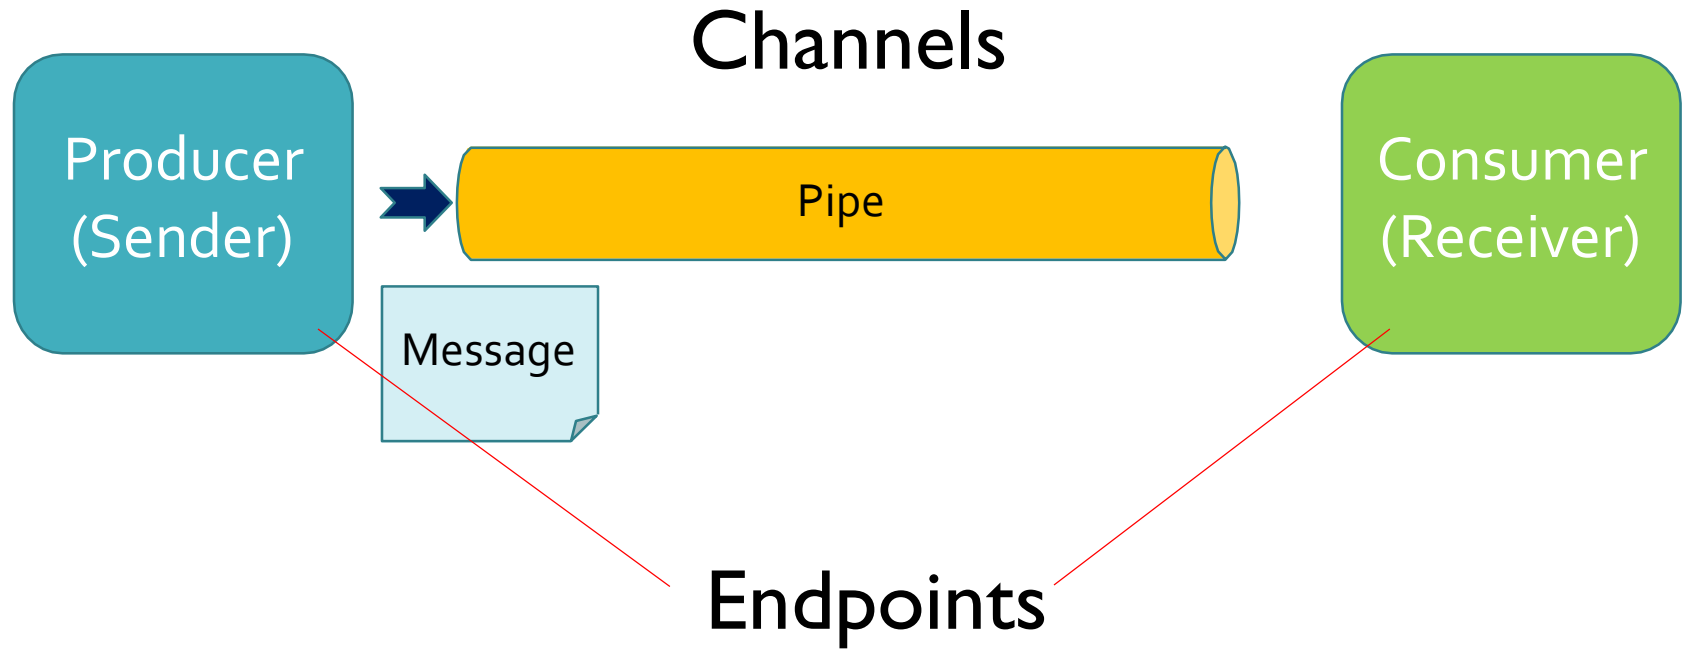 Channels
Producer
(Sender)
Pipe
Consumer
(Receiver)
Message
Endpoints